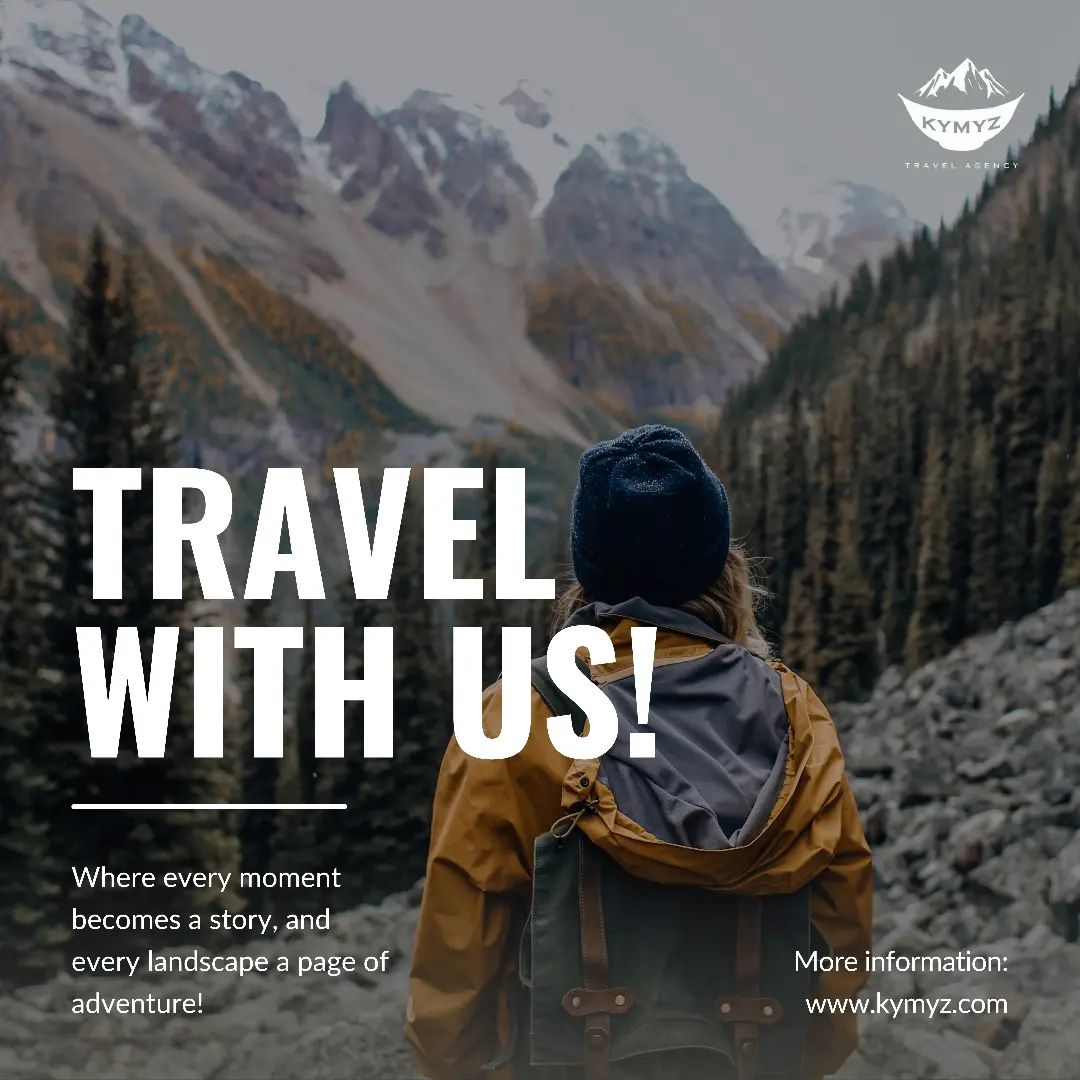 KYMYZ
TRAVEL AGENCY
TRAVEL
WITH US!
Where every moment
becomes a story, and
every landscape a page of
adventure!
More information:
www.kymyz.com